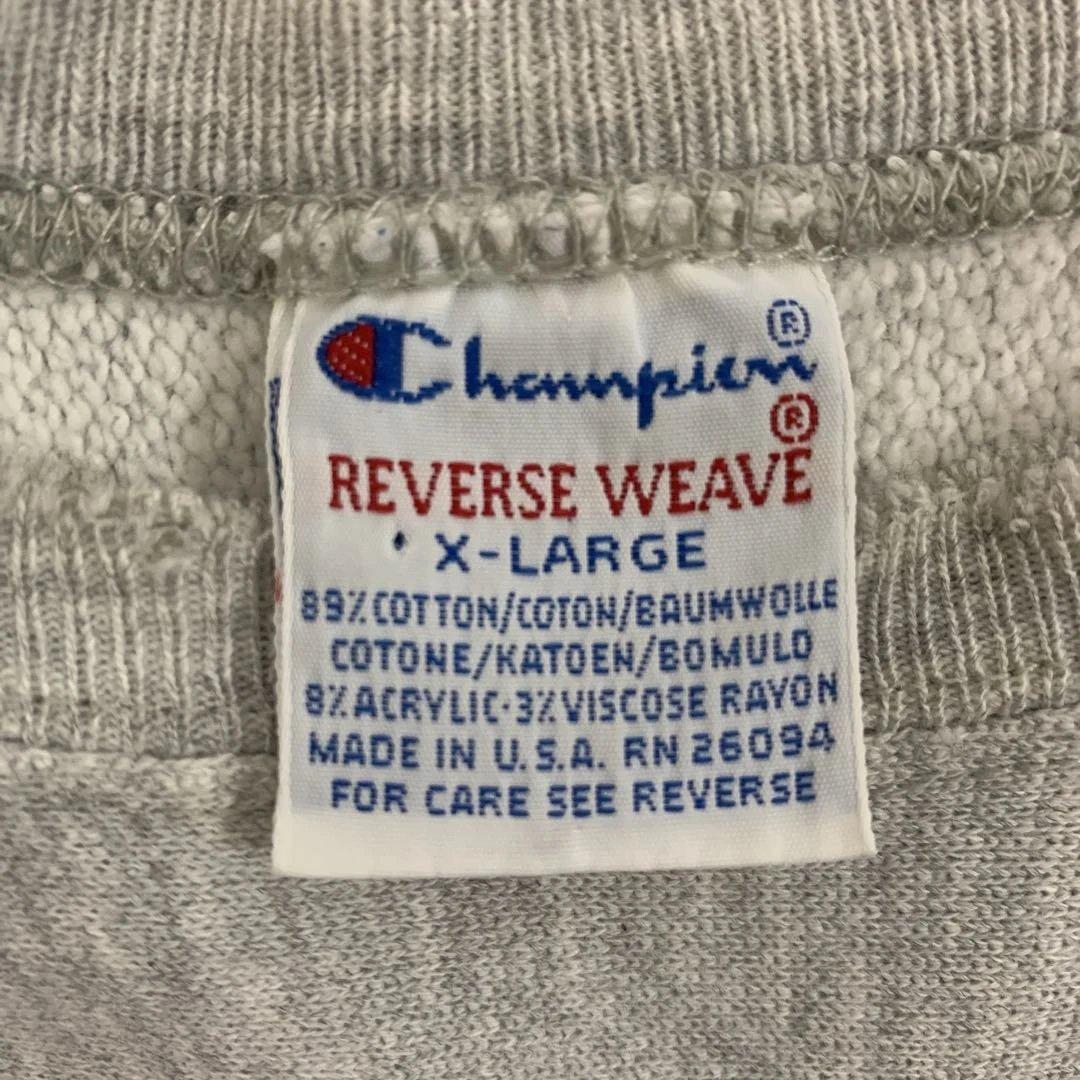 Champion ®
REVERSE WEAVE ®
X-LARGE
89% COTTON/COTON/BAUMWOLLE
COTONE/KATOEN/BOMULO
8% ACRYLIC·3% VISCOSE RAYON
MADE IN U.S.A. RN 26094
FOR CARE SEE REVERSE